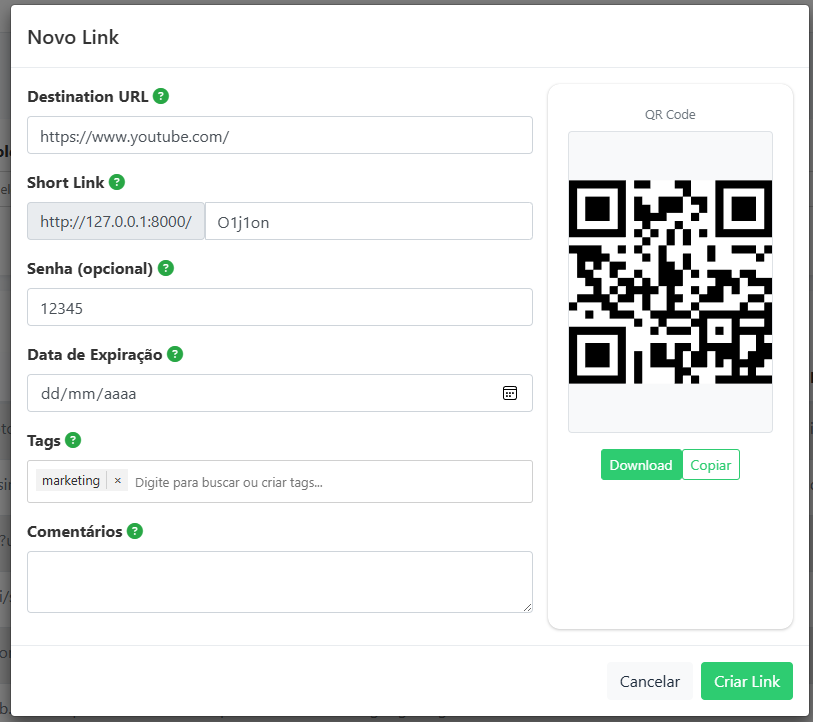 Novo Link
Destination URL ?
https://www.youtube.com/
Short Link ?
http://127.0.0.1:8000/ O1j1on
Senha (opcional) ?
12345
Data de Expiração ?
dd/mm/aaaa
Tags ?
marketing × Digite para buscar ou criar tags...
Comentários ?
QR Code
Download Copiar
Cancelar Criar Link